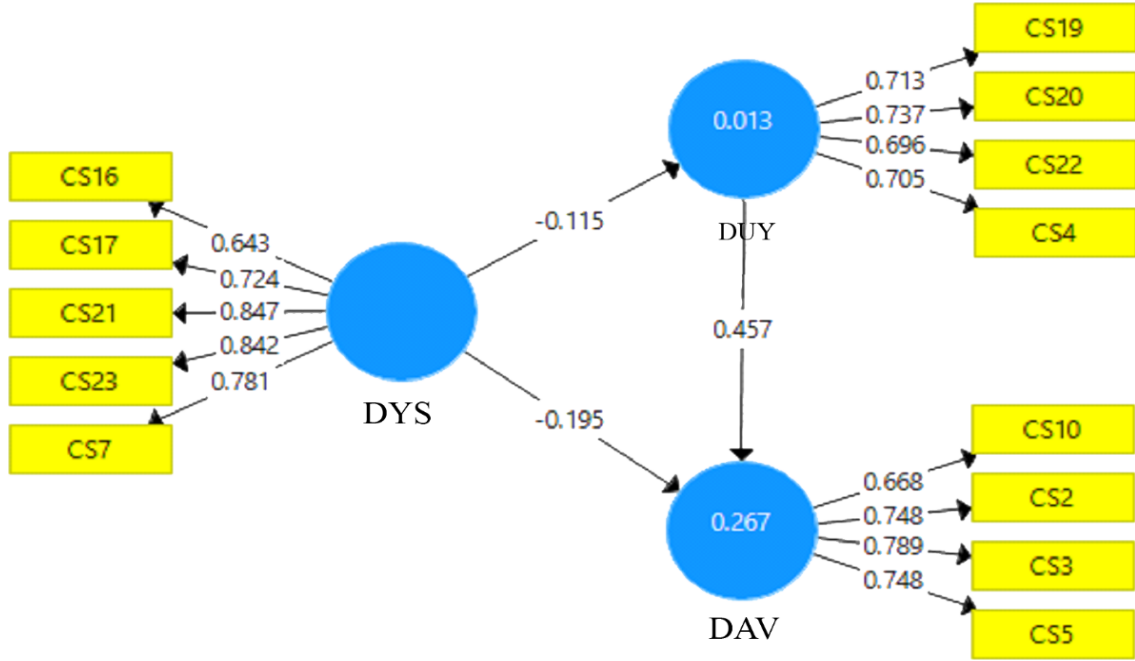 CS16
CS17
CS21
CS23
CS7
0.643
0.724
0.847
0.842
0.781
DYS
-0.115
-0.195
0.013
DUY
0.457
0.267
DAV
0.713
0.737
0.696
0.705
CS19
CS20
CS22
CS4
0.668
0.748
0.789
0.748
CS10
CS2
CS3
CS5